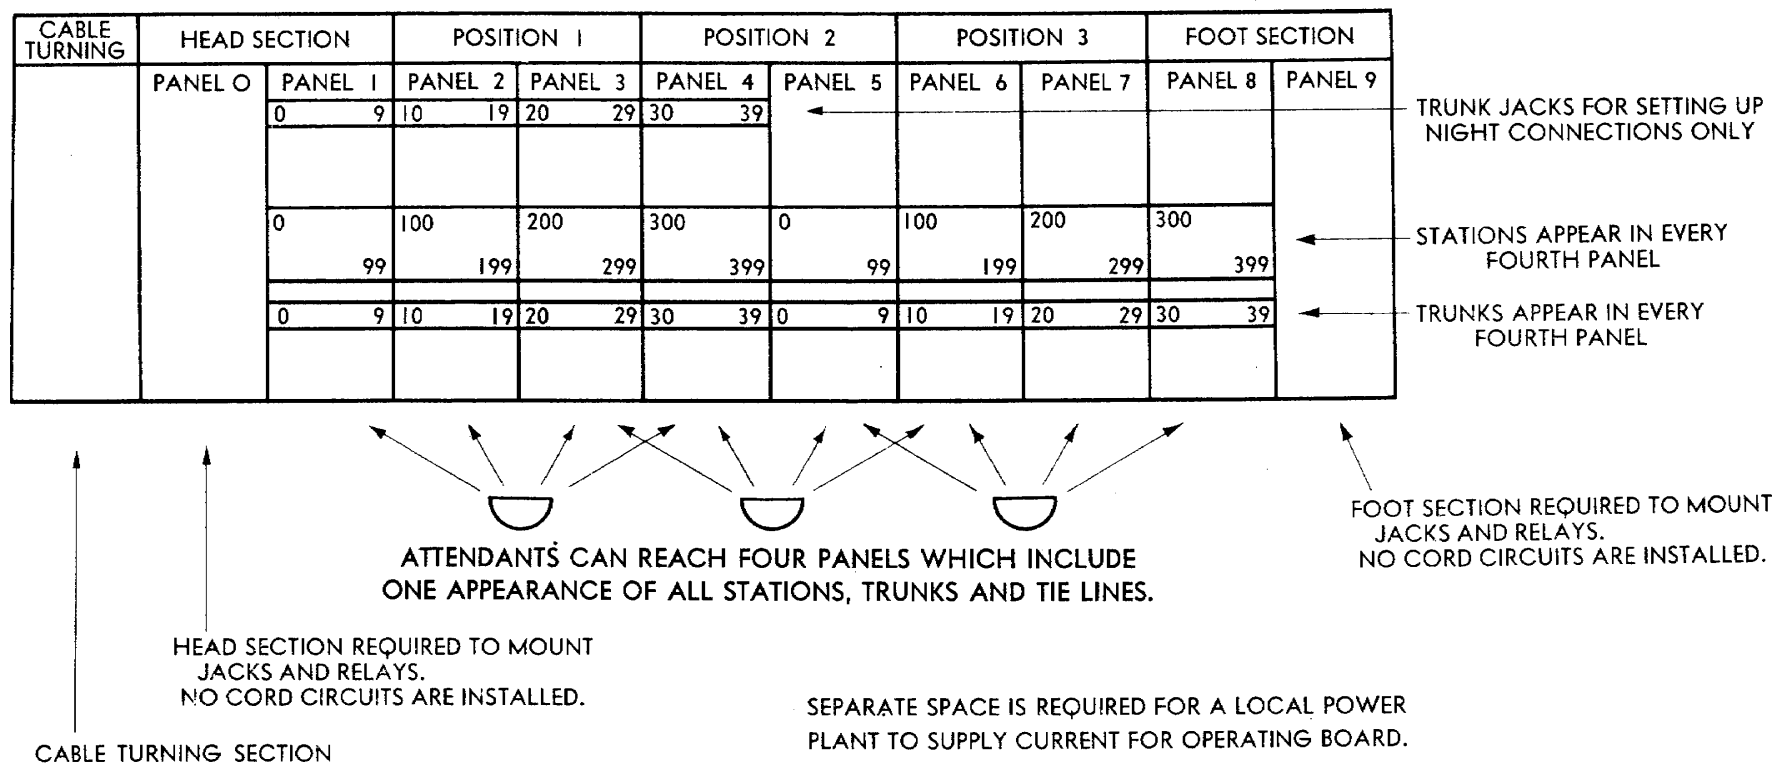 CABLE TURNING HEAD SECTION POSITION 1 POSITION 2 POSITION 3 FOOT SECTION
PANEL O PANEL 1 PANEL 2 PANEL 3 PANEL 4 PANEL 5 PANEL 6 PANEL 7 PANEL 8 PANEL 9
0 9 10 19 20 29 30 39
TRUNK JACKS FOR SETTING UP
NIGHT CONNECTIONS ONLY
0 100 200 300 0 100 200 300
99 199 299 399 99 199 299 399
STATIONS APPEAR IN EVERY
FOURTH PANEL
0 9 10 19 20 29 30 39 0 9 10 19 20 29 30 39
TRUNKS APPEAR IN EVERY
FOURTH PANEL
ATTENDANTS CAN REACH FOUR PANELS WHICH INCLUDE
ONE APPEARANCE OF ALL STATIONS, TRUNKS AND TIE LINES.
FOOT SECTION REQUIRED TO MOUNT
JACKS AND RELAYS.
NO CORD CIRCUITS ARE INSTALLED.
HEAD SECTION REQUIRED TO MOUNT
JACKS AND RELAYS.
NO CORD CIRCUITS ARE INSTALLED.
SEPARATE SPACE IS REQUIRED FOR A LOCAL POWER
PLANT TO SUPPLY CURRENT FOR OPERATING BOARD.
CABLE TURNING SECTION